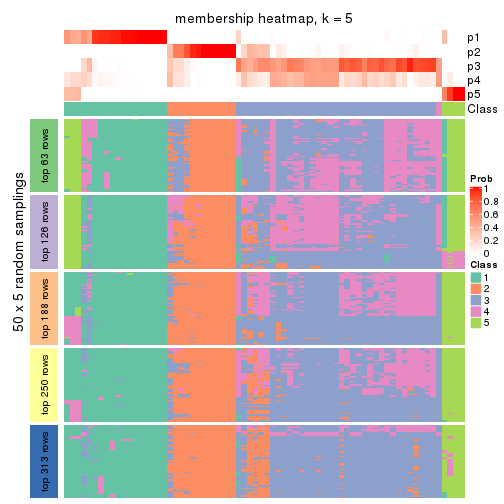 membership heatmap, k = 5
p1
p2
p3
p4
p5
Class
50 x 5 random samplings
top 63 rows
top 126 rows
top 188 rows
top 250 rows
top 313 rows
Prob
1
0.8
0.6
0.4
0.2
0
Class
1
2
3
4
5